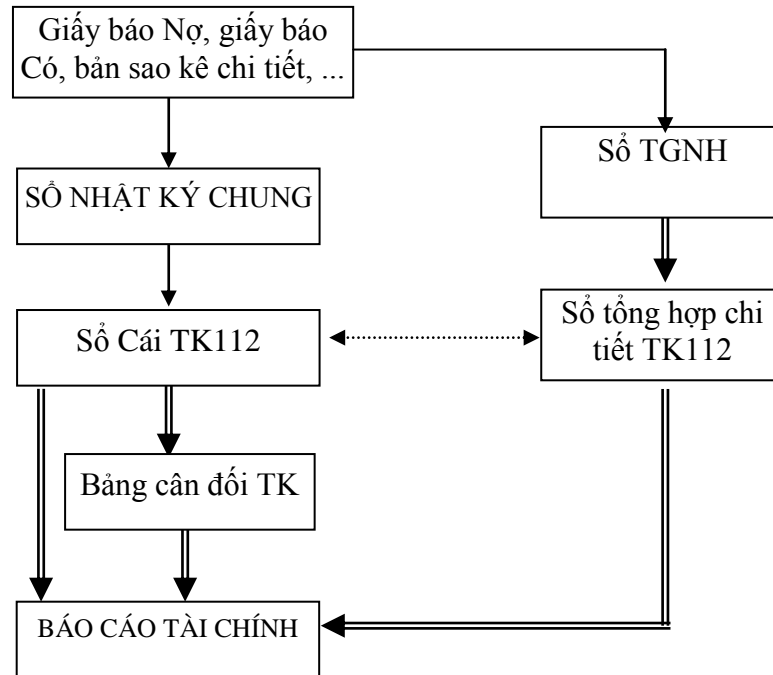 Giấy báo Nợ, giấy báo
Có, bản sao kê chi tiết, ...
Sổ TGNH
SỔ NHẬT KÝ CHUNG
Sổ Cái TK112
Sổ tổng hợp chi
tiết TK112
Bảng cân đối TK
BÁO CÁO TÀI CHÍNH